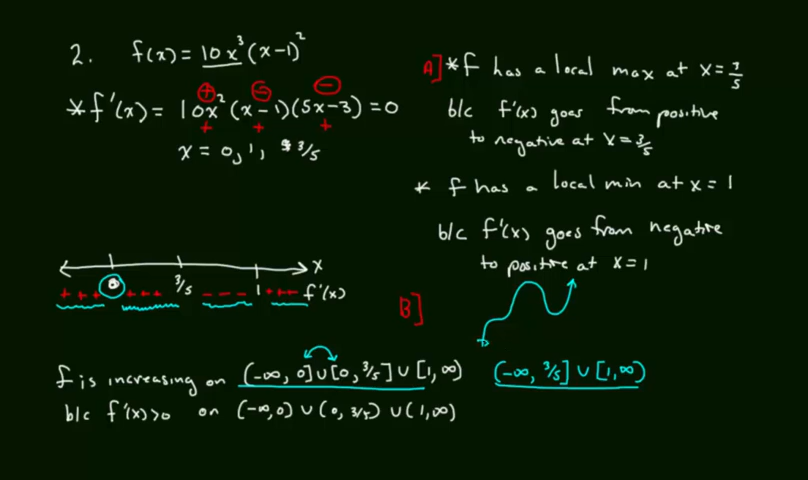 2. f(x) = 10x³(x-1)²
*f'(x) = 10x²(x-1)(5x-3) = 0
⊕ ⊖ ⊖
+ + +
x = 0, 1, 3/5
A] *f has a local max at x = 3/5
b/c f'(x) goes from positive
to negative at x = 3/5
* f has a local min at x = 1
b/c f'(x) goes from negative
to positive at x = 1
x
+++ 0 +++ 3/5 --- 1 +++ f'(x)
B]
f is increasing on (-∞, 0] ∪ [0, 3/5] ∪ [1, ∞) (-∞, 3/5] ∪ [1, ∞)
b/c f'(x)>0 on (-∞, 0) ∪ (0, 3/5) ∪ (1, ∞)